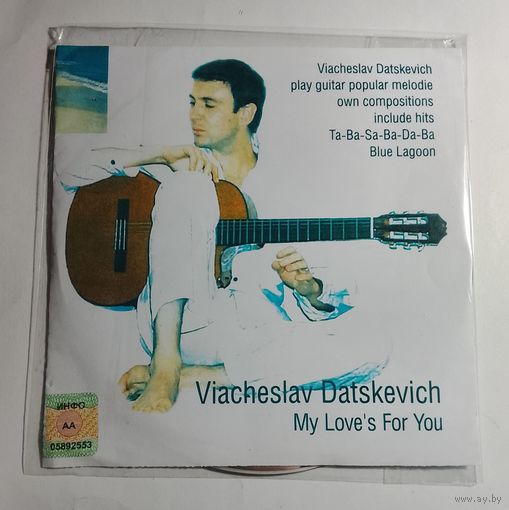 Viacheslav Datskevich
play guitar popular melodie
own compositions
include hits
Ta-Ba-Sa-Ba-Da-Ba
Blue Lagoon
Viacheslav Datskevich
My Love's For You
ИНФО
АА
05892553
www.ay.by